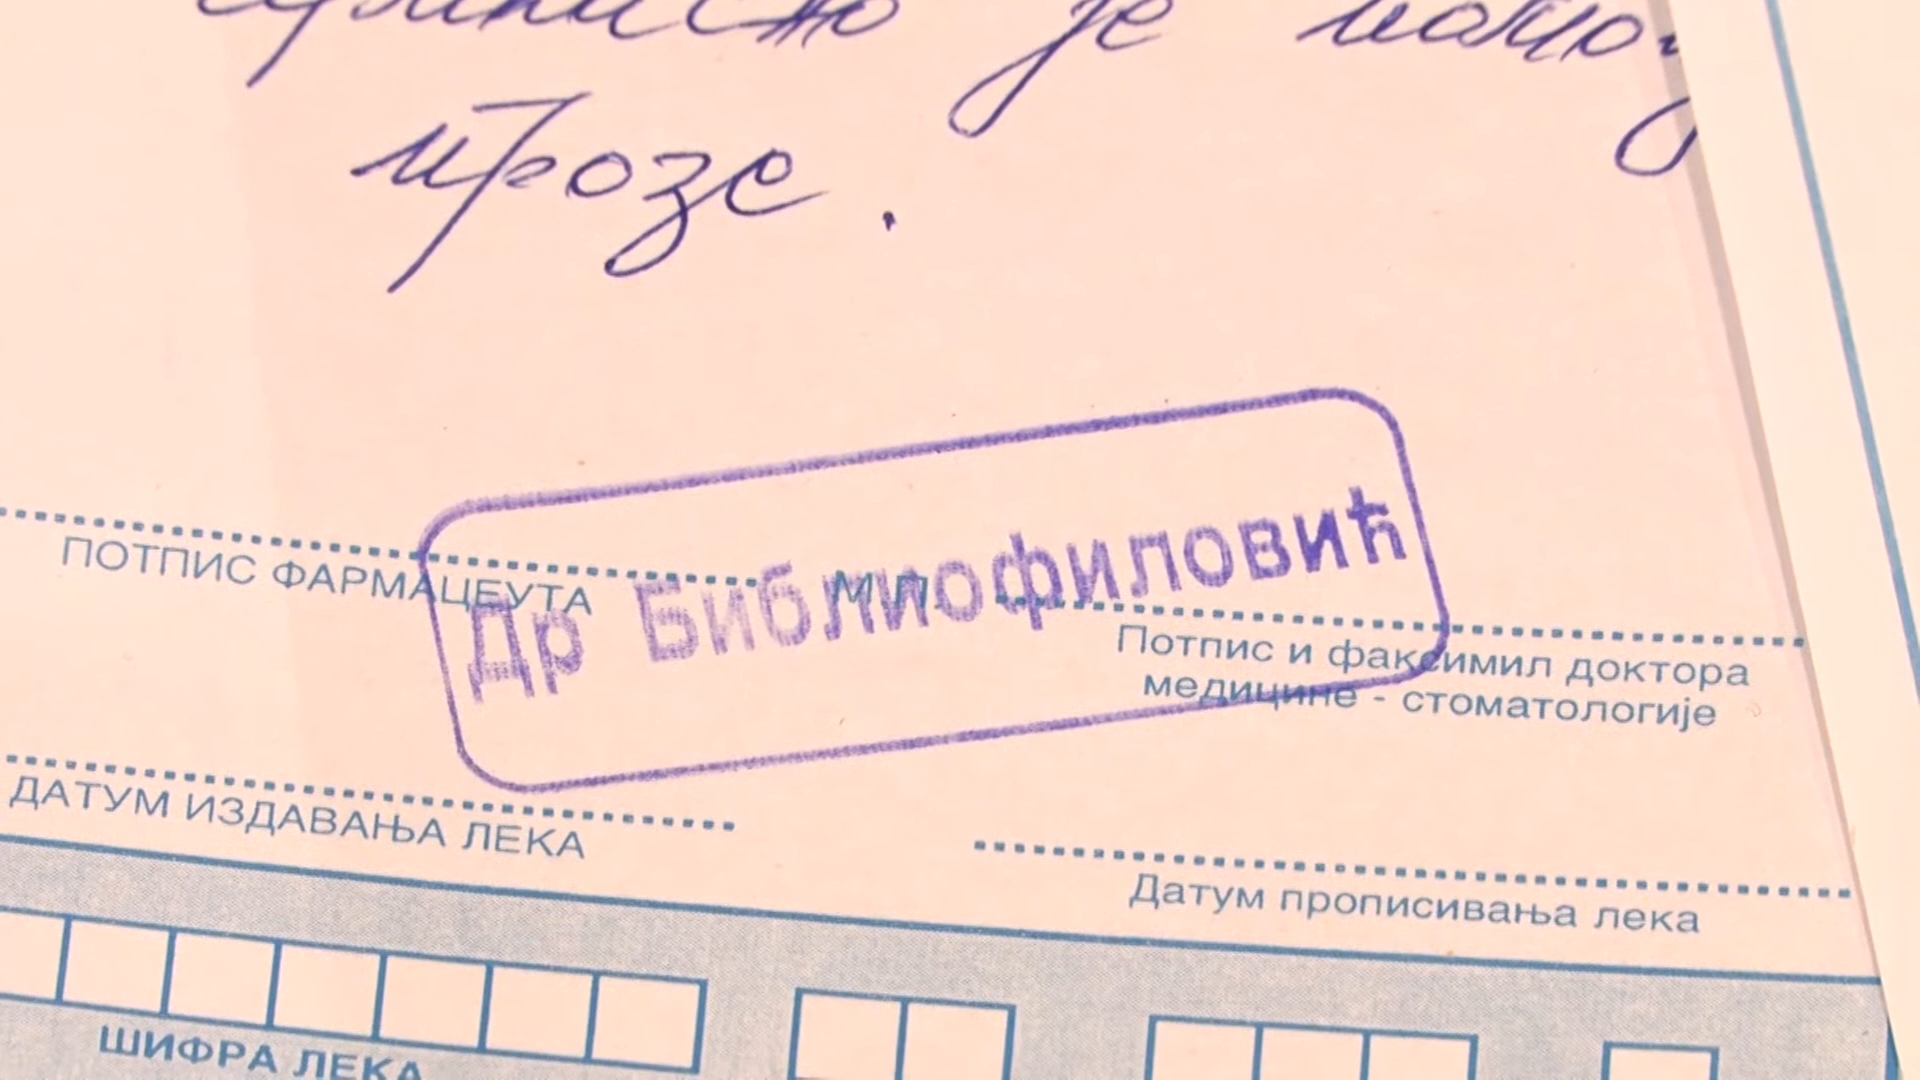 је
прозе.
ПОТПИС ФАРМАЦЕУТА
М.П.
Др Библиофиловић
Потпис и факсимил доктора
медицине - стоматологије
ДАТУМ ИЗДАВАЊА ЛЕКА
Датум прописивања лека
ШИФРА ЛЕКА